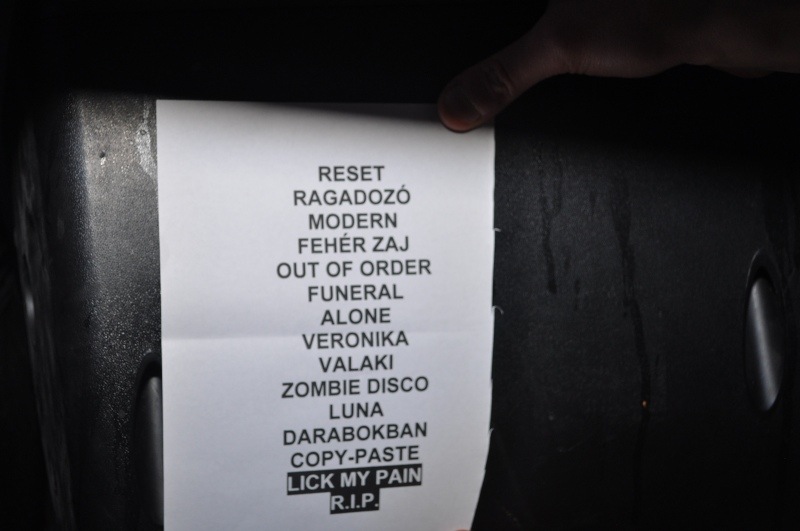 RESET
RAGADOZÓ
MODERN
FEHÉR ZAJ
OUT OF ORDER
FUNERAL
ALONE
VERONIKA
VALAKI
ZOMBIE DISCO
LUNA
DARABOKBAN
COPY-PASTE
LICK MY PAIN
R.I.P.